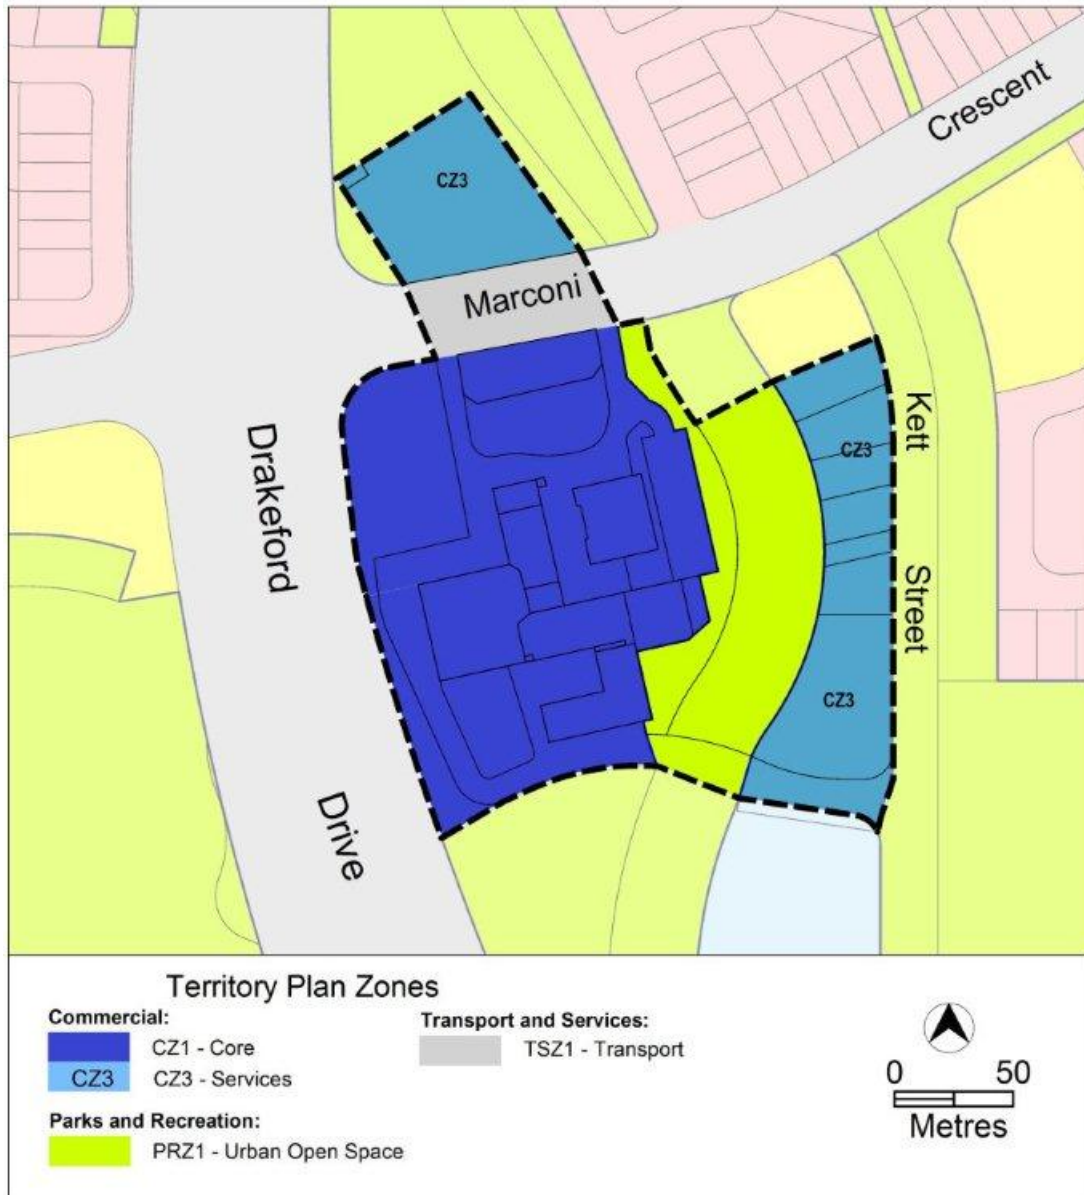 Crescent
CZ3
Marconi
Kett
CZ3
Drakeford
Street
CZ3
Drive
Territory Plan Zones
Commercial:
CZ1 - Core
CZ3 CZ3 - Services
Transport and Services:
TSZ1 - Transport
Parks and Recreation:
PRZ1 - Urban Open Space
0 50
Metres